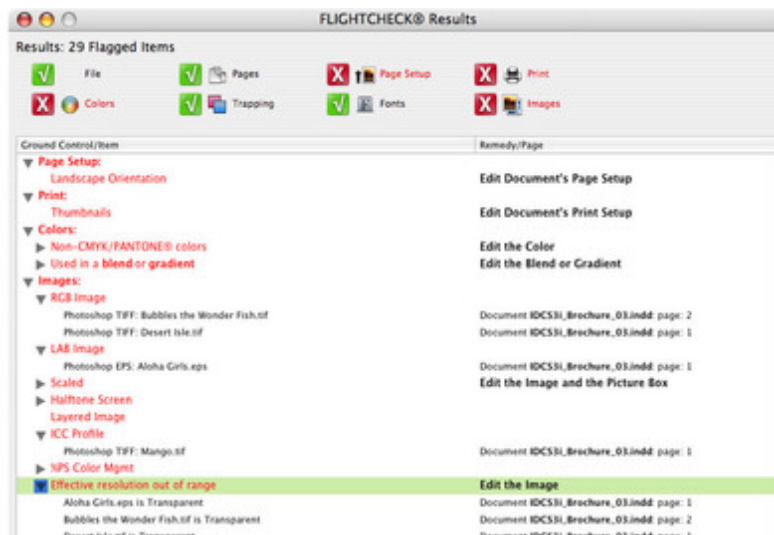 FLIGHTCHECK® Results
Results: 29 Flagged Items
File Pages Page Setup Print
Colors Trapping Fonts Images
Ground Control/Item Remedy/Page
Page Setup:
Landscape Orientation Edit Document's Page Setup
Print:
Thumbnails Edit Document's Print Setup
Colors:
Non-CMYK/PANTONE® colors Edit the Color
Used in a blend or gradient Edit the Blend or Gradient
Images:
RGB Image
Photoshop TIFF: Bubbles the Wonder Fish.tif Document IDCS3i_Brochure_03.indd: page: 2
Photoshop TIFF: Desert Isle.tif Document IDCS3i_Brochure_03.indd: page: 1
LAB Image
Photoshop EPS: Aloha Girls.eps Document IDCS3i_Brochure_03.indd: page: 1
Scaled Edit the Image and the Picture Box
Halftone Screen
Layered Image
ICC Profile
Photoshop TIFF: Mango.tif Document IDCS3i_Brochure_03.indd: page: 1
Color Mgmt
Effective resolution out of range Edit the Image
Aloha Girls.eps is Transparent Document IDCS3i_Brochure_03.indd: page: 1
Bubbles the Wonder Fish.tif is Transparent Document IDCS3i_Brochure_03.indd: page: 2